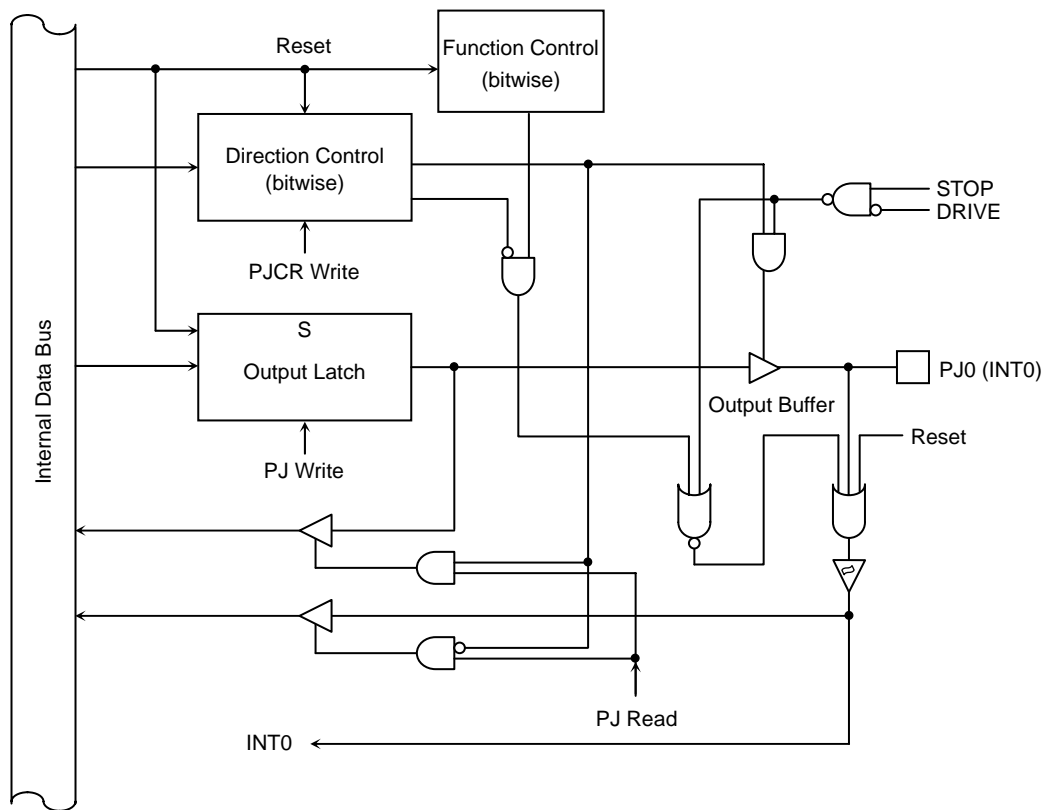 Reset
Function Control
(bitwise)
Direction Control
(bitwise)
STOP
DRIVE
PJCR Write
S
Output Latch
PJ0 (INT0)
Output Buffer
Internal Data Bus
Reset
PJ Write
PJ Read
INT0